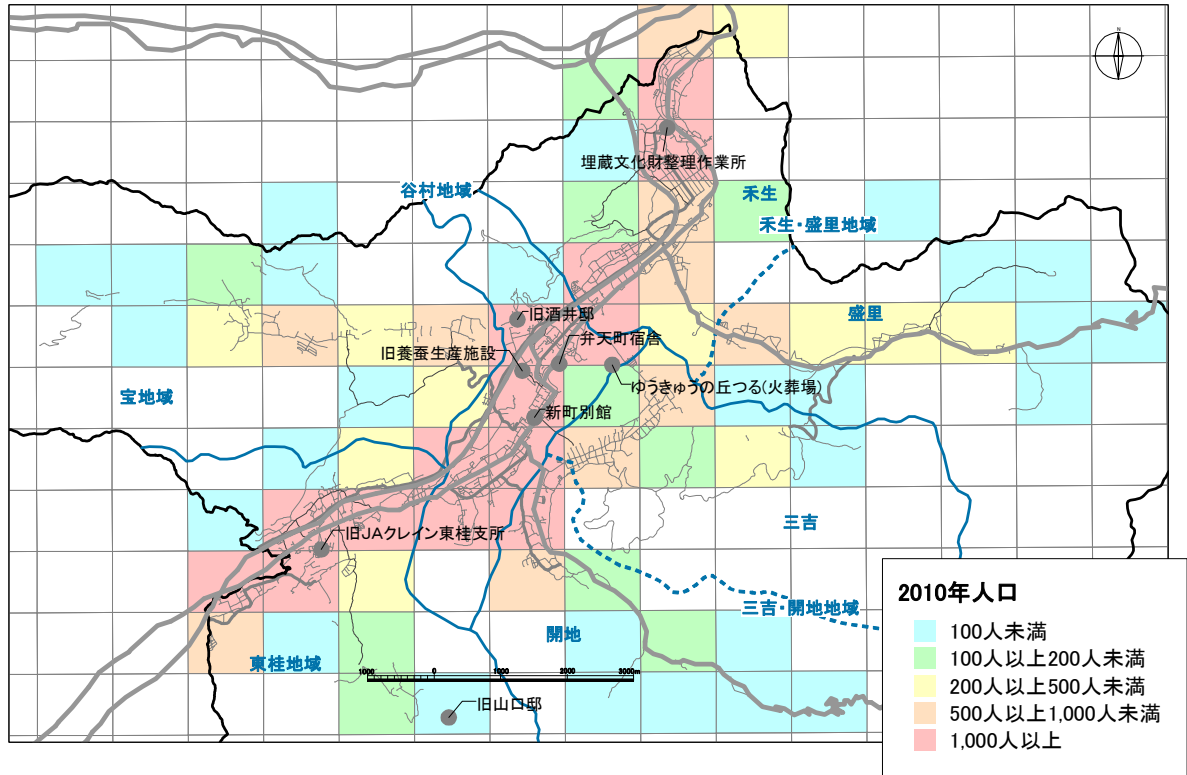 N
埋蔵文化財整理作業所
谷村地域
禾生
禾生・盛里地域
旧酒井邸
盛里
弁天町宿舎
旧養蚕生産施設
ゆうきゅうの丘つる(火葬場)
宝地域
新町別館
三吉
旧JAクレイン東桂支所
三吉・開地地域
開地
東桂地域
1000 0 1000 2000 3000m
旧山口邸
2010年人口
100人未満
100人以上200人未満
200人以上500人未満
500人以上1,000人未満
1,000人以上